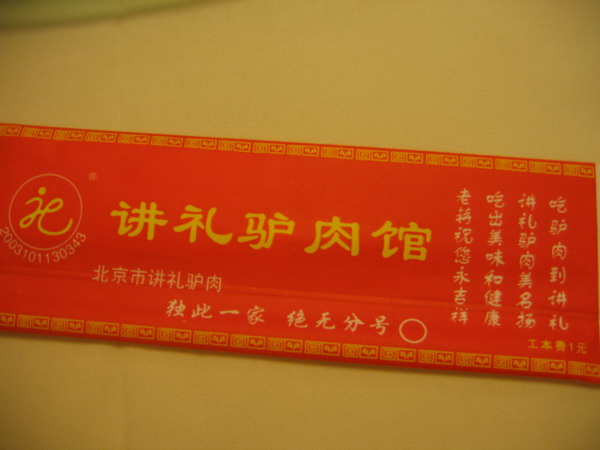 讲礼驴肉馆
北京市讲礼驴肉
独此一家 绝无分号
吃驴肉到讲礼
讲礼驴肉美名扬
吃出美味和健康
老蒋祝您永吉祥
工本费1元
®
2003101130343